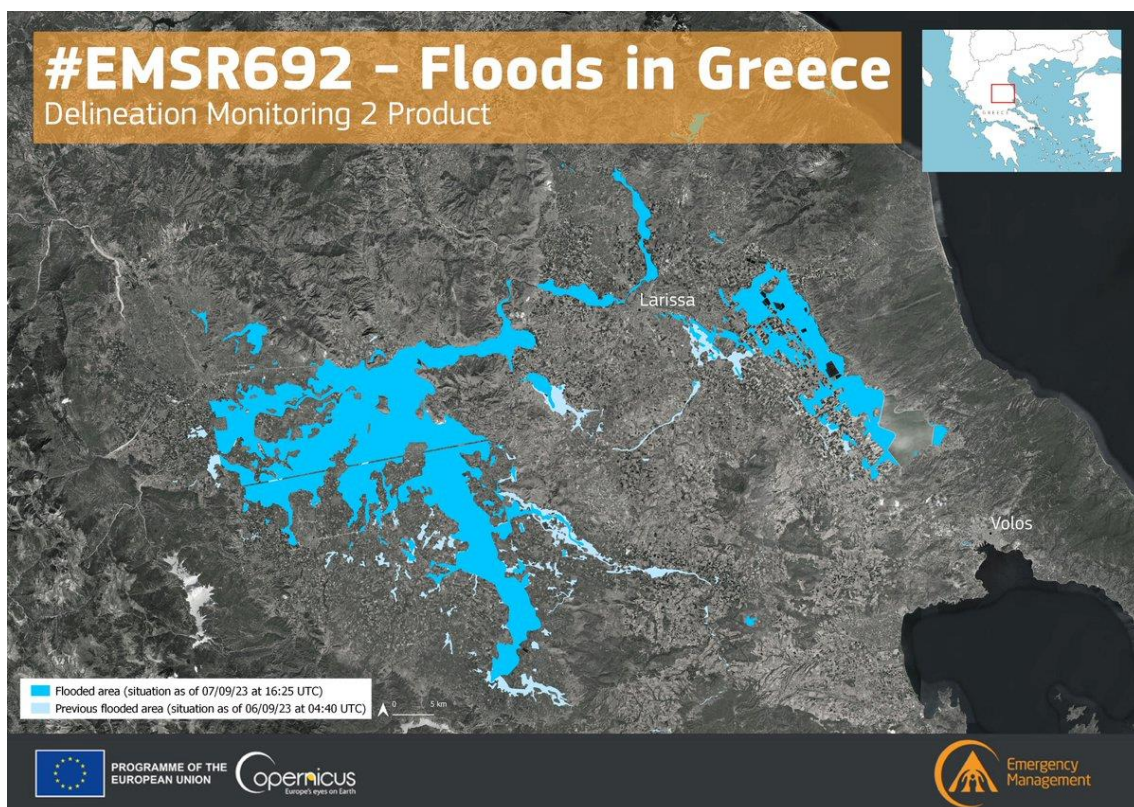 #EMSR692 - Floods in Greece
Delineation Monitoring 2 Product
GREECE
Larissa
Volos
Flooded area (situation as of 07/09/23 at 16:25 UTC)
Previous flooded area (situation as of 06/09/23 at 04:40 UTC)
0 5 km
PROGRAMME OF THE
EUROPEAN UNION
Copernicus
Europe's eyes on Earth
Emergency
Management